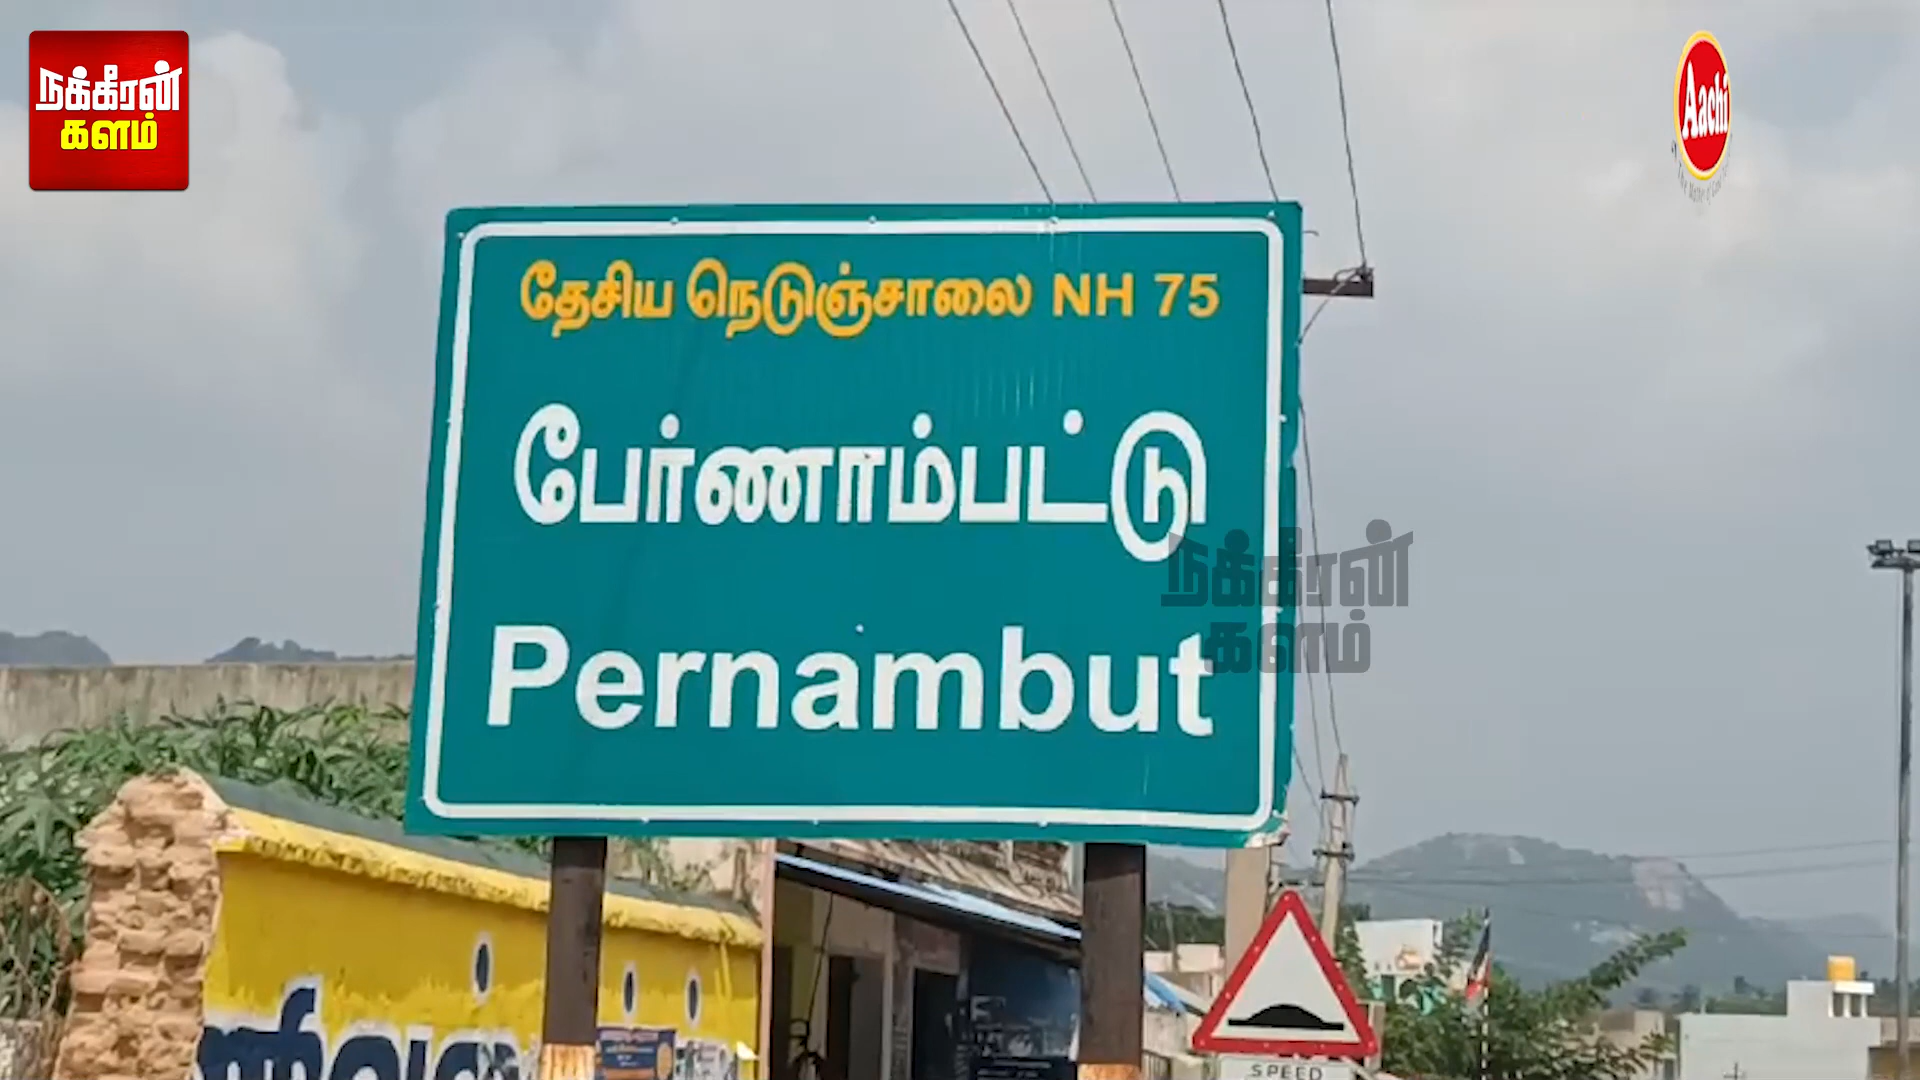 நக்கீரன்
களம்
Aachi
தேசிய நெடுஞ்சாலை NH 75
பேர்ணாம்பட்டு
நக்கீரன்
களம்
Pernambut
SPEED